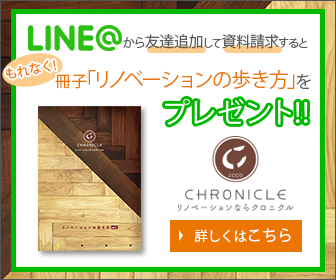 LINE@から友達追加して資料請求すると
もれなく!
冊子「リノベーションの歩き方」を
プレゼント!!
CHRONICLE
2005
CHRONICLE
リノベーションならクロニクル
詳しくはこちら